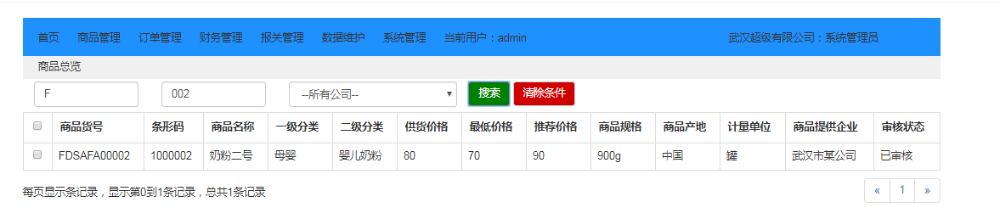 首页 商品管理 订单管理 财务管理 报关管理 数据维护 系统管理 当前用户：admin 武汉超级有限公司：系统管理员
商品总览
F 002 --所有公司-- 搜索 清除条件
商品货号 条形码 商品名称 一级分类 二级分类 供货价格 最低价格 推荐价格 商品规格 商品产地 计量单位 商品提供企业 审核状态
FDSAFA00002 1000002 奶粉二号 母婴 婴儿奶粉 80 70 90 900g 中国 罐 武汉市某公司 已审核
每页显示条记录，显示第0到1条记录，总共1条记录 « 1 »